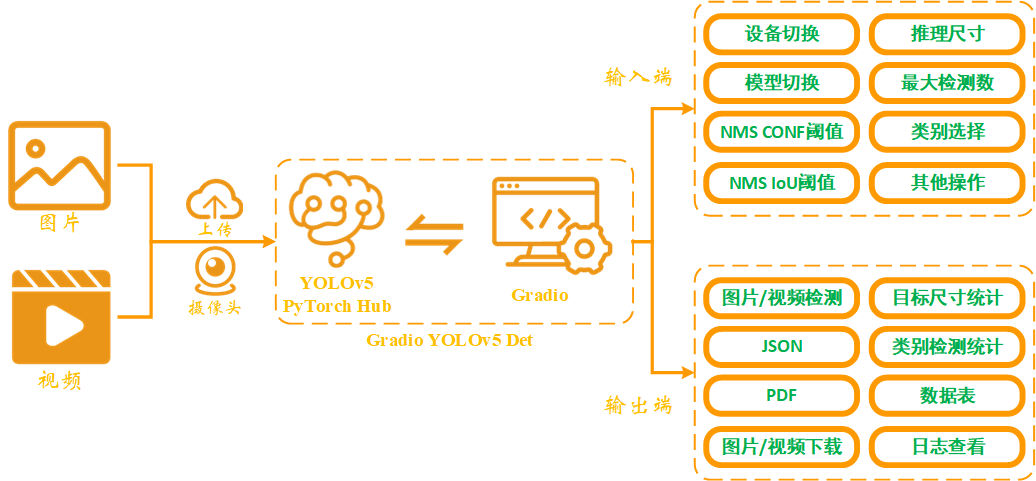 图片
视频
上传
摄像头
YOLOv5
PyTorch Hub
Gradio
Gradio YOLOv5 Det
输入端
设备切换
推理尺寸
模型切换
最大检测数
NMS CONF阈值
类别选择
NMS IoU阈值
其他操作
输出端
图片/视频检测
目标尺寸统计
JSON
类别检测统计
PDF
数据表
图片/视频下载
日志查看